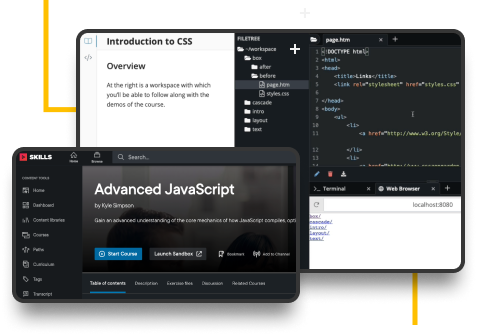 Introduction to CSS
Overview
At the right is a workspace with which
you'll be able to follow along with the
demos of the course.
FILETREE
~/workspace
box
after
before
page.htm
styles.css
cascade
intro
layout
text
page.htm × +
1 <!DOCTYPE html>
2 <html>
3 <head>
4 <title>Links</title>
5 <link rel="stylesheet" href="styles.css"
6
7 </head>
8 <body>
9 <ul>
10 <li>
11 <a href="http://www.w3.org/Style/
12 </li>
13 <li>
>_ Terminal × Web Browser × +
localhost:8080
box/
cascade/
intro/
layout/
text/
SKILLS
Home
Browse
Search...
CONTENT TOOLS
Home
Dashboard
Content libraries
Courses
Paths
Curriculum
Tags
Transcript
Advanced JavaScript
by Kyle Simpson
Gain an advanced understanding of the core mechanics of how JavaScript compiles, opti
Start Course
Launch Sandbox
Bookmark
Add to Channel
Table of contents Description Exercise files Discussion Related Courses